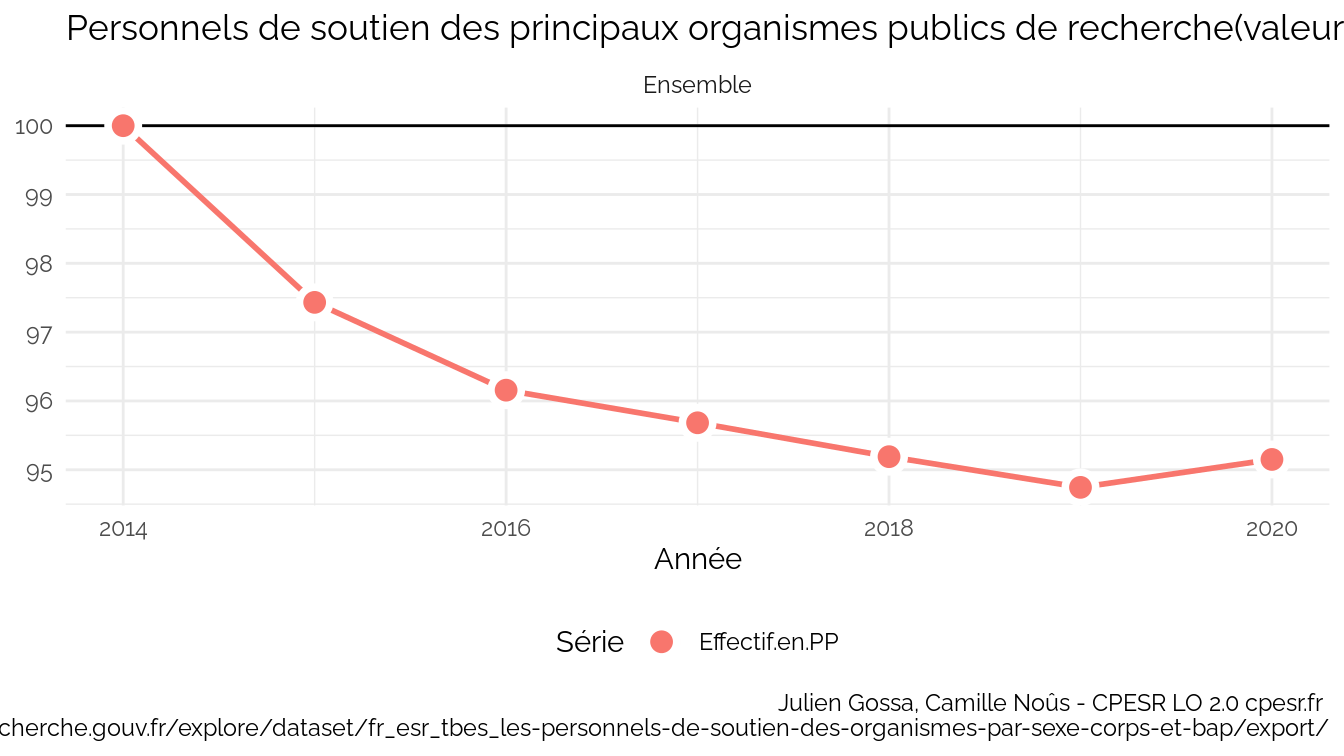 Personnels de soutien des principaux organismes publics de recherche(valeur
Ensemble
100
99
98
97
96
95
2014 2016 2018 2020
Année
Série Effectif.en.PP
Julien Gossa, Camille Noûs - CPESR LO 2.0 cpesr.fr
cherche.gouv.fr/explore/dataset/fr_esr_tbes_les-personnels-de-soutien-des-organismes-par-sexe-corps-et-bap/export/